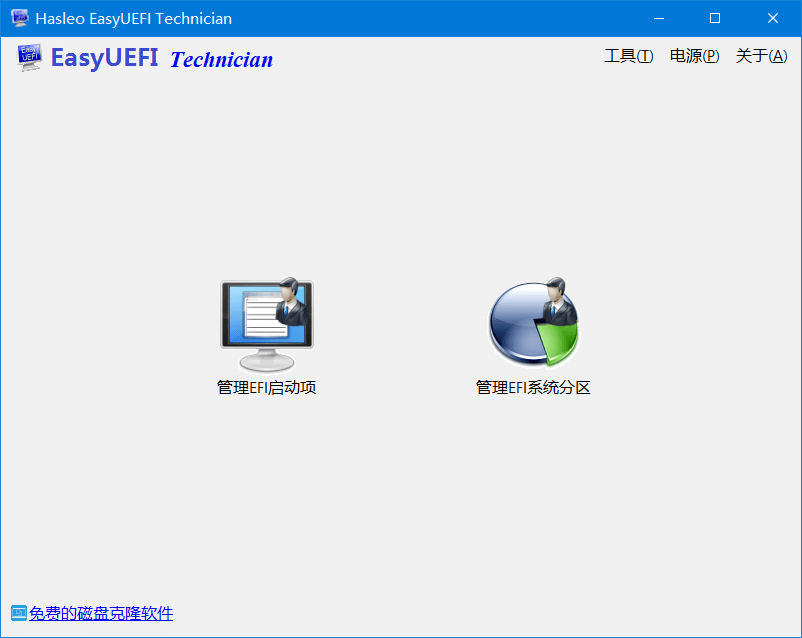 Hasleo EasyUEFI Technician
EasyUEFI Technician
工具(T) 电源(P) 关于(A)
管理EFI启动项
管理EFI系统分区
免费的磁盘克隆软件